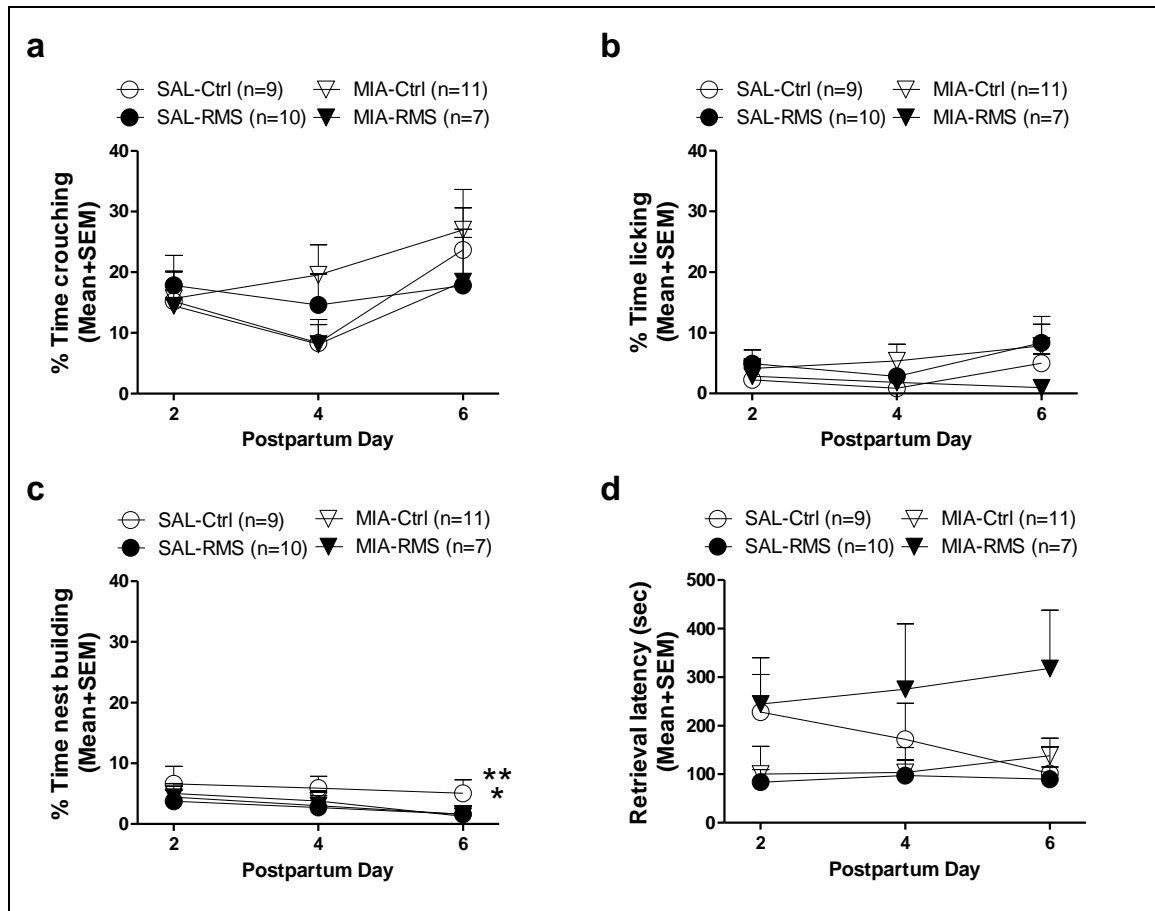 a
SAL-Ctrl (n=9) MIA-Ctrl (n=11)
SAL-RMS (n=10) MIA-RMS (n=7)
% Time crouching
(Mean+SEM)
40
30
20
10
0
2 4 6
Postpartum Day
b
SAL-Ctrl (n=9) MIA-Ctrl (n=11)
SAL-RMS (n=10) MIA-RMS (n=7)
% Time licking
(Mean+SEM)
40
30
20
10
0
2 4 6
Postpartum Day
c
SAL-Ctrl (n=9) MIA-Ctrl (n=11)
SAL-RMS (n=10) MIA-RMS (n=7)
% Time nest building
(Mean+SEM)
40
30
20
10
0
**
*
2 4 6
Postpartum Day
d
SAL-Ctrl (n=9) MIA-Ctrl (n=11)
SAL-RMS (n=10) MIA-RMS (n=7)
Retrieval latency (sec)
(Mean+SEM)
500
400
300
200
100
0
2 4 6
Postpartum Day